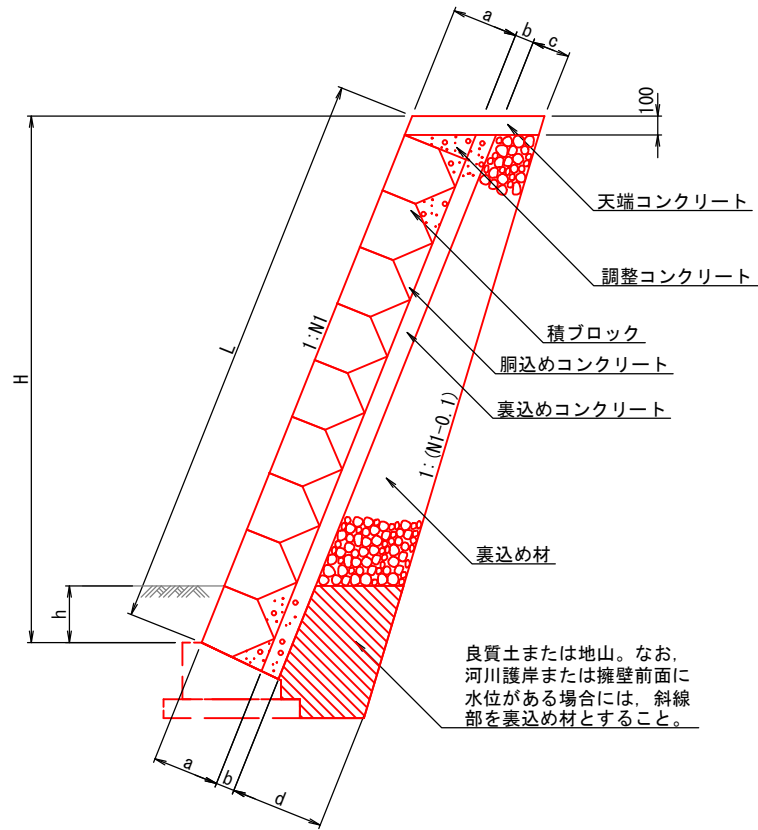 a
b
c
100
天端コンクリート
調整コンクリート
積ブロック
胴込めコンクリート
裏込めコンクリート
L
H
1:N1
1:(N1-0.1)
裏込め材
h
良質土または地山。なお，
河川護岸または擁壁前面に
水位がある場合には，斜線
部を裏込め材とすること。
a
b
d